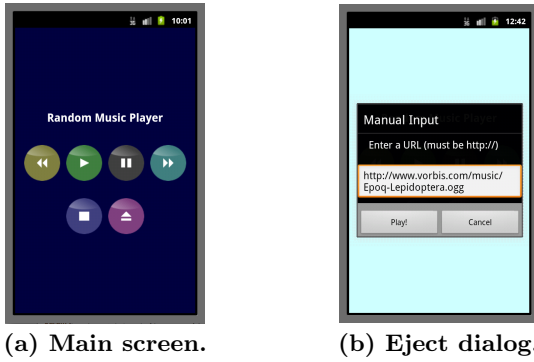 10:01
Random Music Player
(a) Main screen.
12:42
Manual Input
Enter a URL (must be http://)
http://www.vorbis.com/music/
Epoq-Lepidoptera.ogg
Play!
Cancel
(b) Eject dialog.